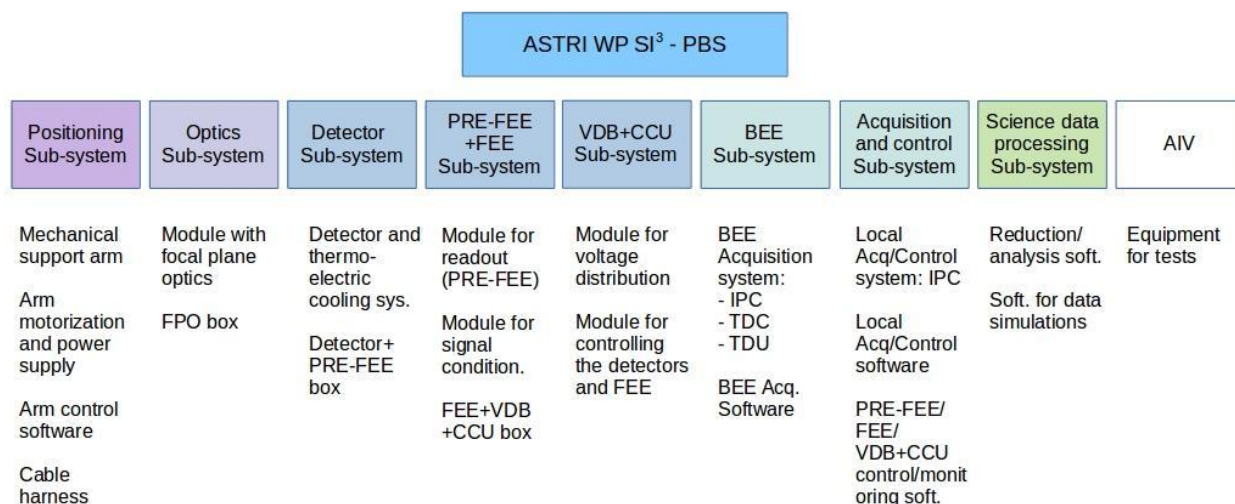 ASTRI WP SI³ - PBS
Positioning
Sub-system
Optics
Sub-system
Detector
Sub-system
PRE-FEE
+FEE
Sub-system
VDB+CCU
Sub-system
BEE
Sub-system
Acquisition
and control
Sub-system
Science data
processing
Sub-system
AIV
Mechanical
support arm
Arm
motorization
and power
supply
Arm control
software
Cable
harness
Module with
focal plane
optics
FPO box
Detector and
thermo-
electric
cooling sys.
Detector+
PRE-FEE
box
Module for
readout
(PRE-FEE)
Module for
signal
condition.
FEE+VDB
+CCU box
Module for
voltage
distribution
Module for
controlling
the detectors
and FEE
BEE
Acquisition
system:
- IPC
- TDC
- TDU
BEE Acq.
Software
Local
Acq/Control
system: IPC
Local
Acq/Control
software
PRE-FEE/
FEE/
VDB+CCU
control/monit
oring soft.
Reduction/
analysis soft.
Soft. for data
simulations
Equipment
for tests